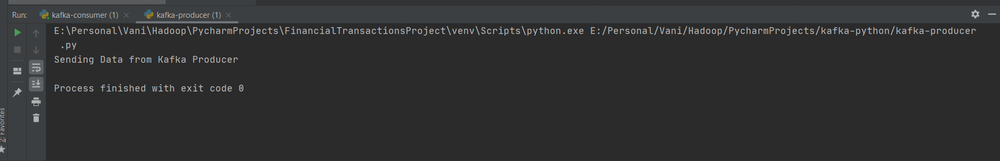 Run: kafka-consumer (1) kafka-producer (1)
E:\Personal\Vani\Hadoop\PycharmProjects\FinancialTransactionsProject\venv\Scripts\python.exe E:/Personal/Vani/Hadoop/PycharmProjects/kafka-python/kafka-producer
.py
Sending Data from Kafka Producer
Process finished with exit code 0
2: Favorites